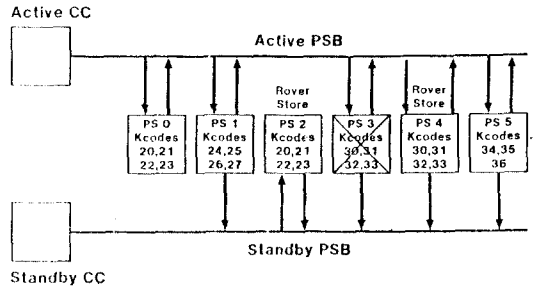 Active CC
Active PSB
Rover
Store
Rover
Store
PS 0
Kcodes
20,21
22,23
PS 1
Kcodes
24,25
26,27
PS 2
Kcodes
20,21
22,23
PS 3
Kcodes
30,31
32,33
PS 4
Kcodes
30,31
32,33
PS 5
Kcodes
34,35
36
Standby PSB
Standby CC